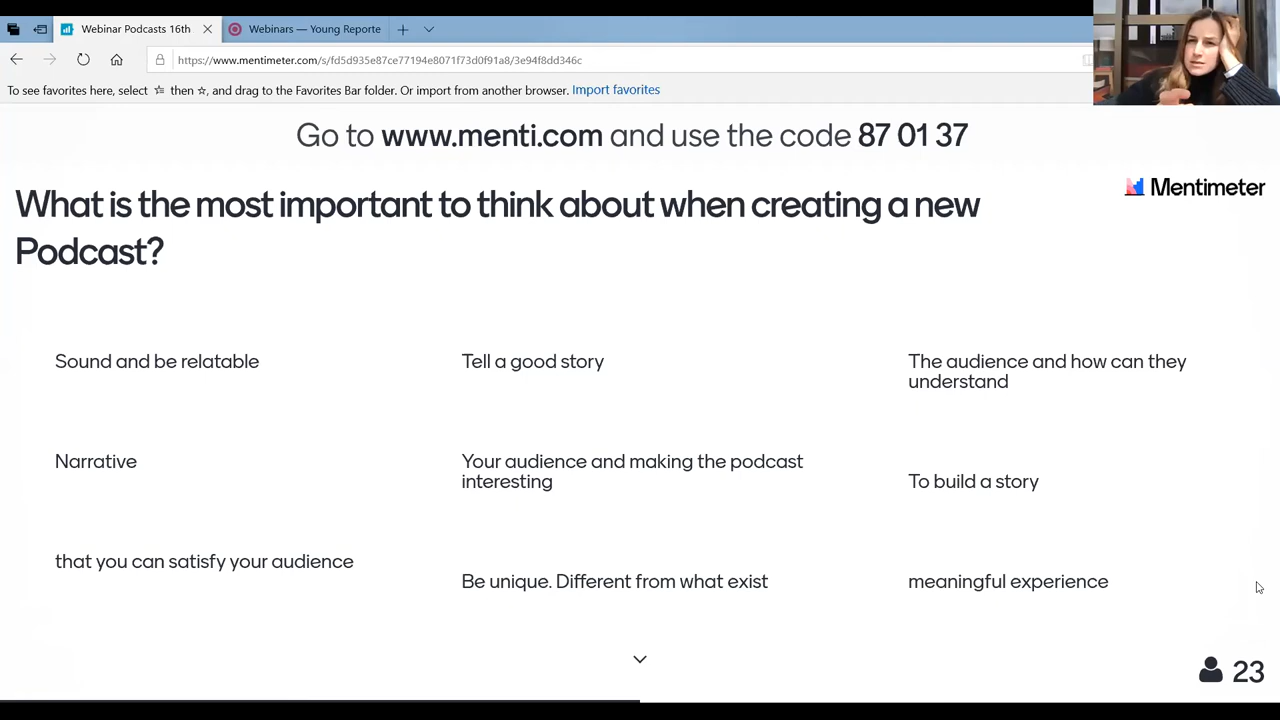 Webinar Podcasts 16th
Webinars — Young Reporte
https://www.mentimeter.com/s/fd5d935e87ce77194e8071f73d0f91a8/3e94f8dd346c
To see favorites here, select then, and drag to the Favorites Bar folder. Or import from another browser. Import favorites
Go to www.menti.com and use the code 87 01 37
Mentimeter
What is the most important to think about when creating a new
Podcast?
Sound and be relatable
Tell a good story
The audience and how can they
understand
Narrative
Your audience and making the podcast
interesting
To build a story
that you can satisfy your audience
Be unique. Different from what exist
meaningful experience
23